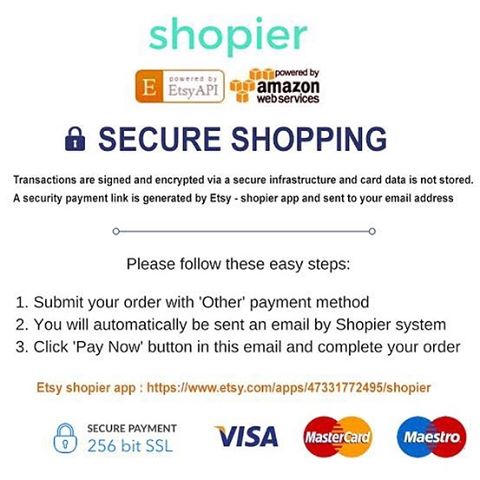 shopier
E
powered by
EtsyAPI
powered by
amazon
webservices
SECURE SHOPPING
Transactions are signed and encrypted via a secure infrastructure and card data is not stored.
A security payment link is generated by Etsy - shopier app and sent to your email address
Please follow these easy steps:
1. Submit your order with 'Other' payment method
2. You will automatically be sent an email by Shopier system
3. Click 'Pay Now' button in this email and complete your order
Etsy shopier app : https://www.etsy.com/apps/47331772495/shopier
SECURE PAYMENT
256 bit SSL
VISA
MasterCard
Maestro